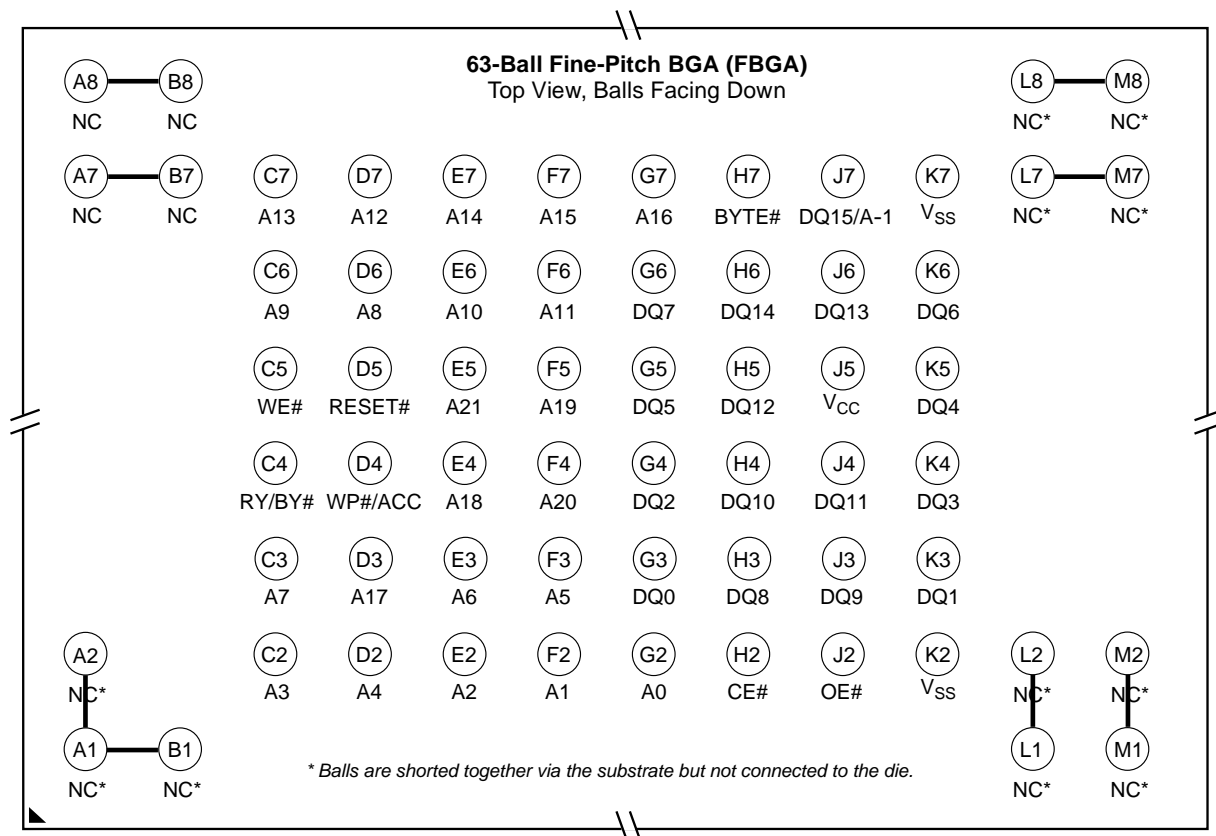 63-Ball Fine-Pitch BGA (FBGA)
Top View, Balls Facing Down
A8 B8 L8 M8
NC NC NC* NC*
A7 B7 C7 D7 E7 F7 G7 H7 J7 K7 L7 M7
NC NC A13 A12 A14 A15 A16 BYTE# DQ15/A-1 VSS NC* NC*
C6 D6 E6 F6 G6 H6 J6 K6
A9 A8 A10 A11 DQ7 DQ14 DQ13 DQ6
C5 D5 E5 F5 G5 H5 J5 K5
WE# RESET# A21 A19 DQ5 DQ12 VCC DQ4
C4 D4 E4 F4 G4 H4 J4 K4
RY/BY# WP#/ACC A18 A20 DQ2 DQ10 DQ11 DQ3
C3 D3 E3 F3 G3 H3 J3 K3
A7 A17 A6 A5 DQ0 DQ8 DQ9 DQ1
A2 C2 D2 E2 F2 G2 H2 J2 K2 L2 M2
NC* A3 A4 A2 A1 A0 CE# OE# VSS NC* NC*
A1 B1 L1 M1
NC* NC* NC* NC*
* Balls are shorted together via the substrate but not connected to the die.